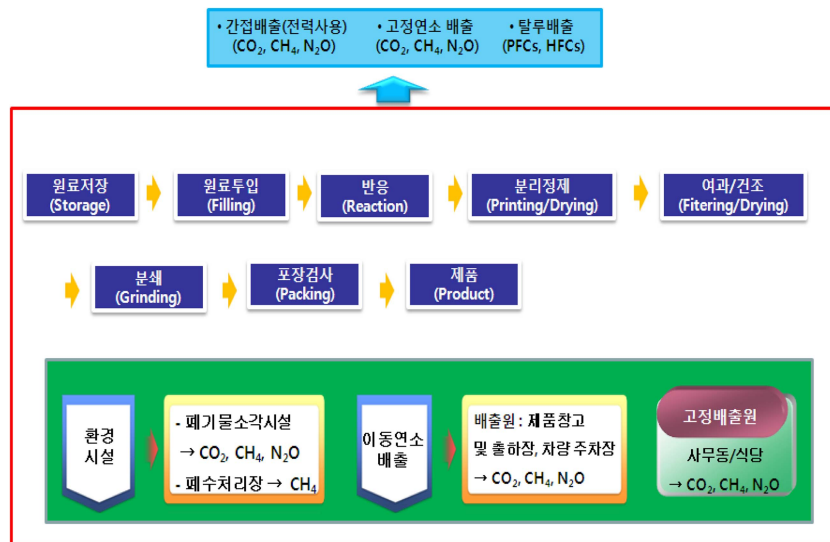 • 간접배출(전력사용) • 고정연소 배출 • 탈루배출
(CO₂, CH₄, N₂O) (CO₂, CH₄, N₂O) (PFCs, HFCs)
원료저장 원료투입 반응 분리정제 여과/건조
(Storage) (Filling) (Reaction) (Printing/Drying) (Fitering/Drying)
분쇄 포장검사 제품
(Grinding) (Packing) (Product)
환경
시설
- 폐기물소각시설
→ CO₂, CH₄, N₂O
- 폐수처리장 → CH₄
이동연소
배출
배출원 : 제품창고
및 출하장, 차량 주차장
→ CO₂, CH₄, N₂O
고정배출원
사무동/식당
→ CO₂, CH₄, N₂O